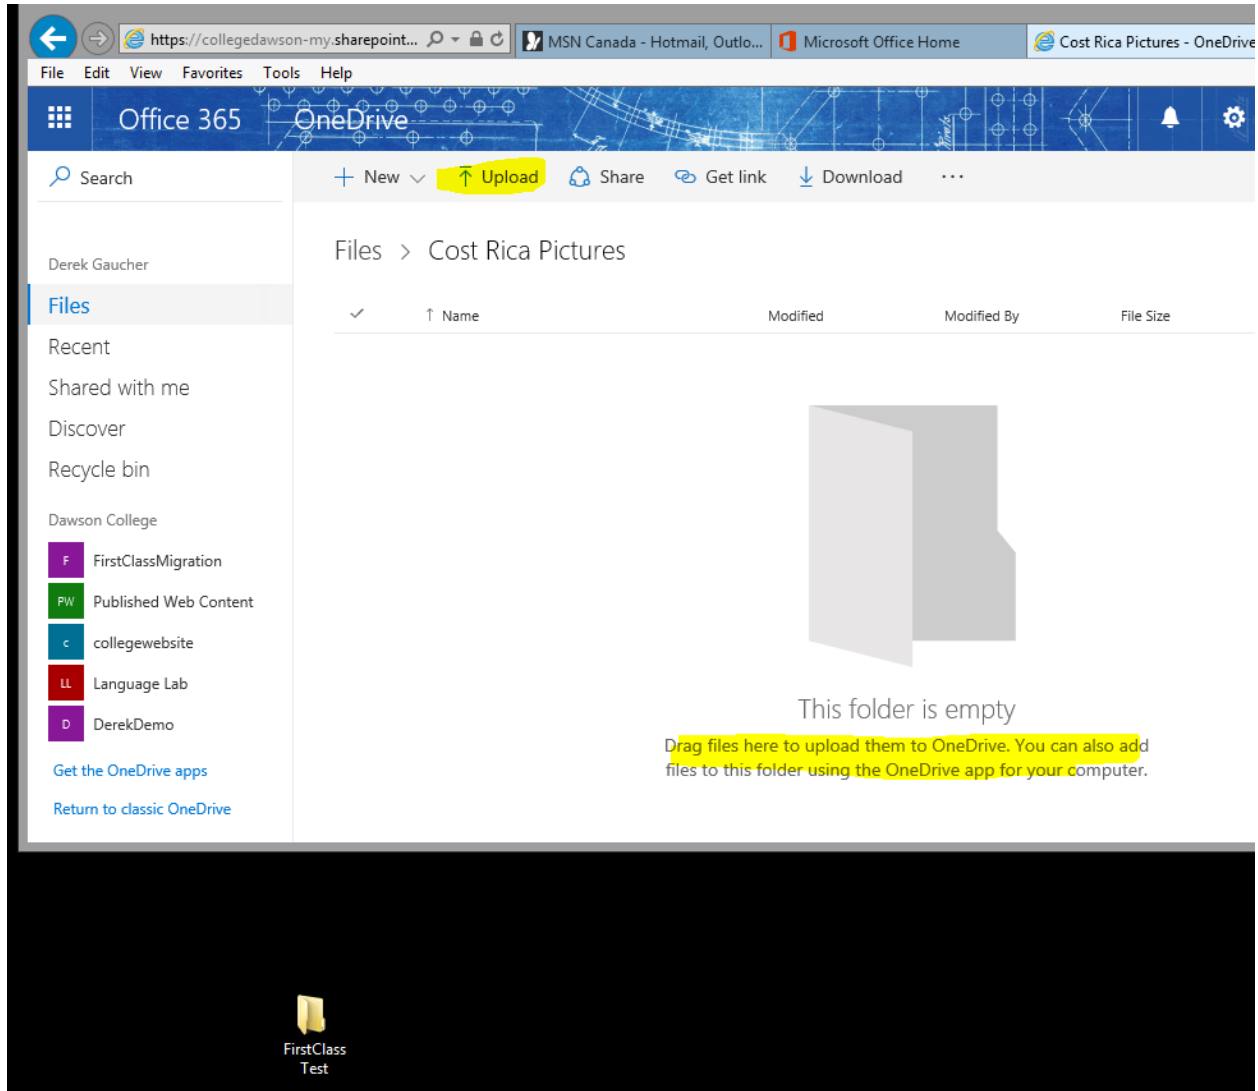 https://collegedawson-my.sharepoint...
MSN Canada - Hotmail, Outlo...
Microsoft Office Home
Cost Rica Pictures - OneDrive
File Edit View Favorites Tools Help
Office 365 OneDrive
Search
+ New Upload Share Get link Download ...
Files > Cost Rica Pictures
Derek Gaucher
Files
Recent
Shared with me
Discover
Recycle bin
Name Modified Modified By File Size
Dawson College
F FirstClassMigration
PW Published Web Content
c collegewebsite
LL Language Lab
D DerekDemo
Get the OneDrive apps
Return to classic OneDrive
This folder is empty
Drag files here to upload them to OneDrive. You can also add
files to this folder using the OneDrive app for your computer.
FirstClass
Test